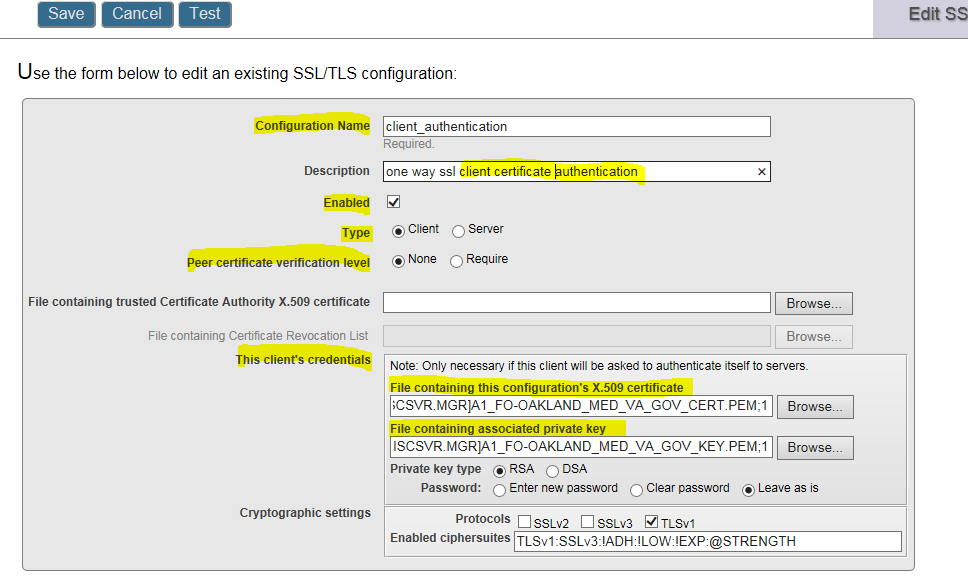 Save Cancel Test Edit SS
Use the form below to edit an existing SSL/TLS configuration:
Configuration Name client_authentication
Required.
Description one way ssl client certificate authentication ×
Enabled
Type Client Server
Peer certificate verification level None Require
File containing trusted Certificate Authority X.509 certificate Browse...
File containing Certificate Revocation List Browse...
This client's credentials Note: Only necessary if this client will be asked to authenticate itself to servers.
File containing this configuration's X.509 certificate
SCSVR.MGR]A1_FO-OAKLAND_MED_VA_GOV_CERT.PEM;1 Browse...
File containing associated private key
ISCSVR.MGR]A1_FO-OAKLAND_MED_VA_GOV_KEY.PEM;1 Browse...
Private key type RSA DSA
Password: Enter new password Clear password Leave as is
Cryptographic settings Protocols SSLv2 SSLv3 TLSv1
Enabled ciphersuites TLSv1:SSLv3:!ADH:!LOW:!EXP:@STRENGTH